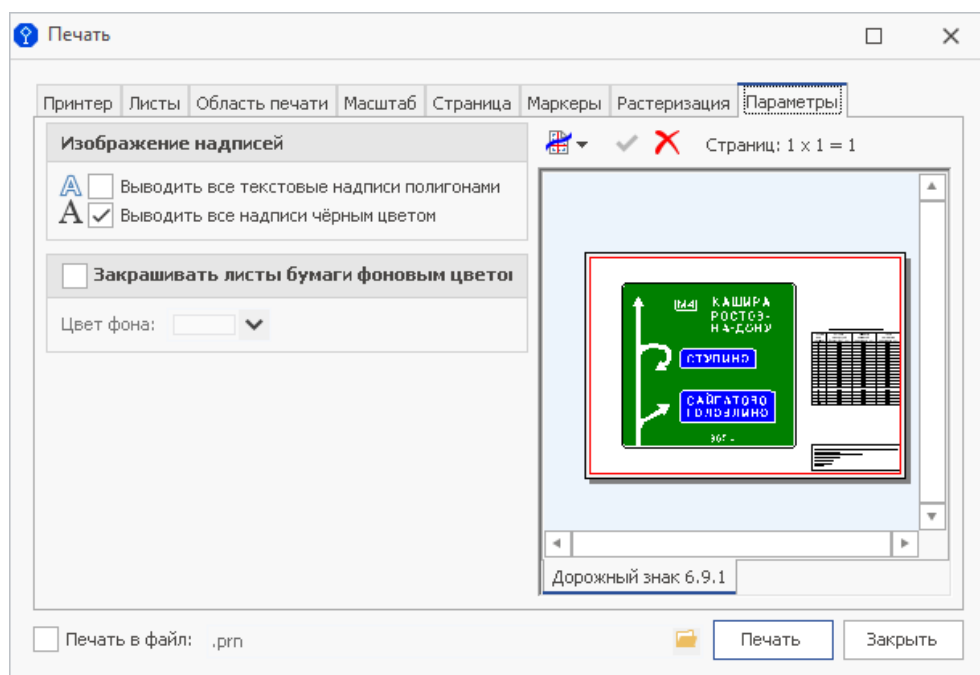 Печать
Принтер Листы Область печати Масштаб Страница Маркеры Растеризация Параметры
Изображение надписей
Страниц: 1 x 1 = 1
A Выводить все текстовые надписи полигонами
A Выводить все надписи чёрным цветом
Закрашивать листы бумаги фоновым цветом
Цвет фона:
М4 КАШИРА
РОСТОВ-
НА-ДОНУ
СТУПИНО
САЙГАТОВО
Дорожный знак 6.9.1
Печать в файл: .prn
Печать Закрыть